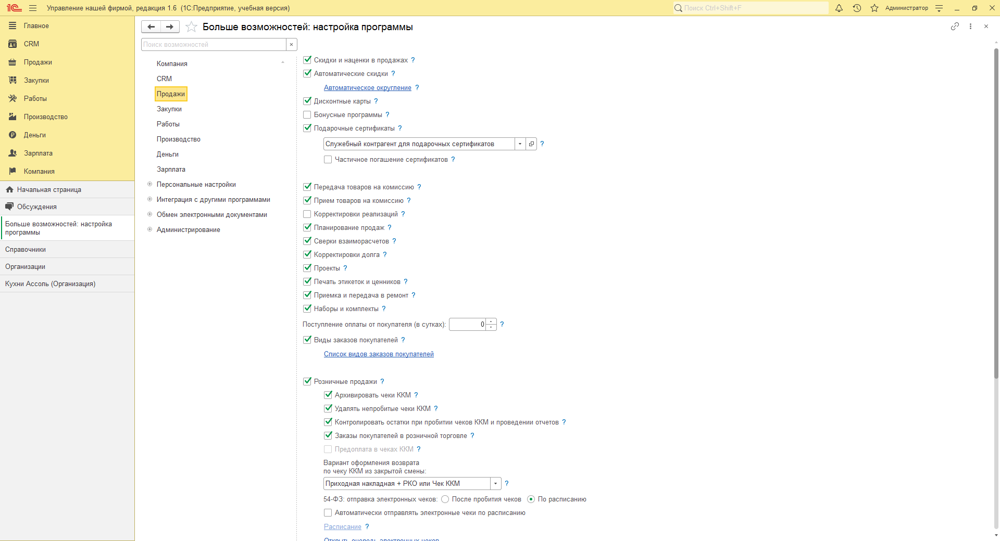 Управление нашей фирмой, редакция 1.6 (1С:Предприятие, учебная версия)
Поиск Ctrl+Shift+F
Администратор
Главное
CRM
Продажи
Закупки
Работы
Производство
Деньги
Зарплата
Компания
Начальная страница
Обсуждения
Больше возможностей: настройка
программы
Справочники
Организации
Кухни Ассоль (Организация)
Больше возможностей: настройка программы
Поиск возможностей
Компания
CRM
Продажи
Закупки
Работы
Производство
Деньги
Зарплата
Персональные настройки
Интеграция с другими программами
Обмен электронными документами
Администрирование
Скидки и наценки в продажах ?
Автоматические скидки ?
Автоматическое округление ?
Дисконтные карты ?
Бонусные программы ?
Подарочные сертификаты ?
Служебный контрагент для подарочных сертификатов ?
Частичное погашение сертификатов ?
Передача товаров на комиссию ?
Прием товаров на комиссию ?
Корректировки реализаций ?
Планирование продаж ?
Сверки взаиморасчетов ?
Корректировки долга ?
Проекты ?
Печать этикеток и ценников ?
Приемка и передача в ремонт ?
Наборы и комплекты ?
Поступление оплаты от покупателя (в сутках): 0 ?
Виды заказов покупателей ?
Список видов заказов покупателей
Розничные продажи ?
Архивировать чеки ККМ ?
Удалять непробитые чеки ККМ ?
Контролировать остатки при пробитии чеков ККМ и проведении отчетов ?
Заказы покупателей в розничной торговле ?
Предоплата в чеках ККМ ?
Вариант оформления возврата
по чеку ККМ из закрытой смены:
Приходная накладная + РКО или Чек ККМ ?
54-ФЗ: отправка электронных чеков: После пробития чеков По расписанию
Автоматически отправлять электронные чеки по расписанию
Расписание ?
Открыть очередь электронных чеков